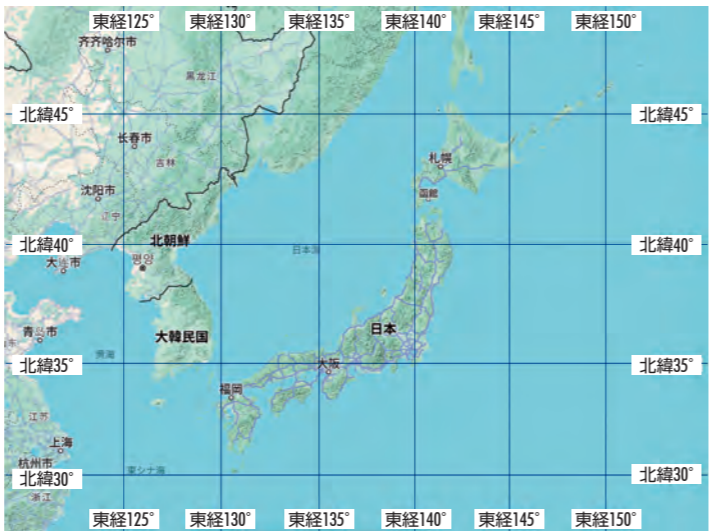 東経125° 東経130° 東経135° 東経140° 東経145° 東経150°
齐齐哈尔市
黑龙江
北緯45° 北緯45°
长春市
札幌
吉林
沈阳市
函館
辽宁
北朝鮮
北緯40° 北緯40°
日本海
평양
大连市
日本
青岛市
大韓民国
黄海
北緯35° 大阪 北緯35°
福岡
江苏
上海
杭州市
東シナ海
北緯30° 北緯30°
浙江
東経125° 東経130° 東経135° 東経140° 東経145° 東経150°